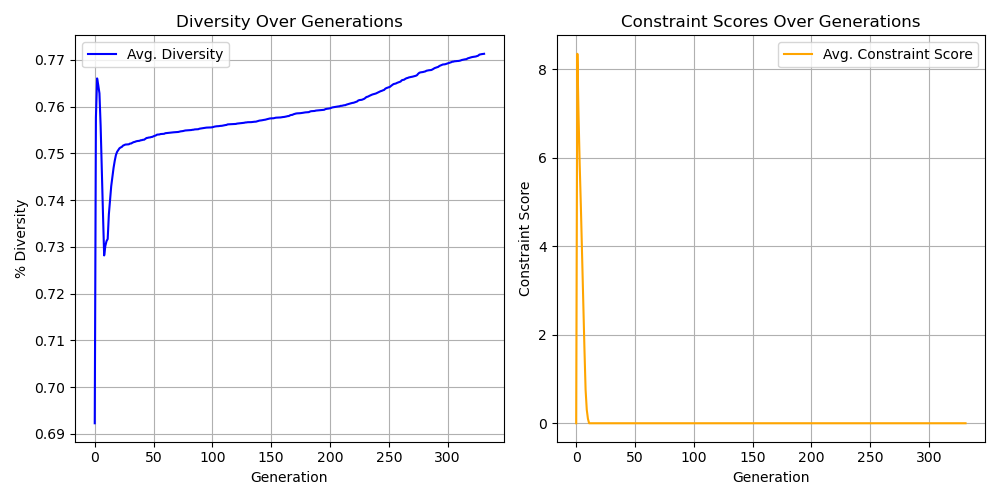 Diversity Over Generations
Avg. Diversity
% Diversity
0.77
0.76
0.75
0.74
0.73
0.72
0.71
0.70
0.69
0 50 100 150 200 250 300
Generation
Constraint Scores Over Generations
Avg. Constraint Score
Constraint Score
8
6
4
2
0
0 50 100 150 200 250 300
Generation